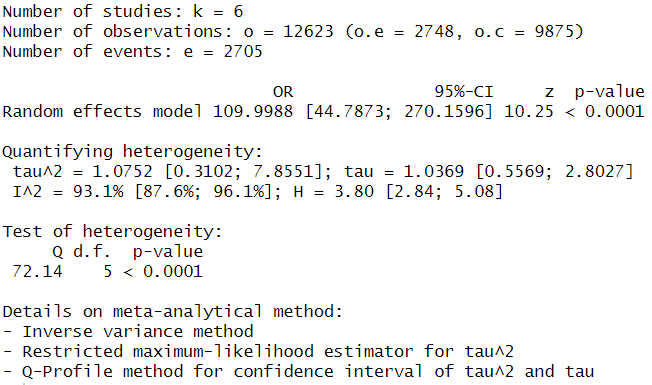 Number of studies: k = 6
Number of observations: o = 12623 (o.e = 2748, o.c = 9875)
Number of events: e = 2705
OR 95%-CI z p-value
Random effects model 109.9988 [44.7873; 270.1596] 10.25 < 0.0001
Quantifying heterogeneity:
tau^2 = 1.0752 [0.3102; 7.8551]; tau = 1.0369 [0.5569; 2.8027]
I^2 = 93.1% [87.6%; 96.1%]; H = 3.80 [2.84; 5.08]
Test of heterogeneity:
Q d.f. p-value
72.14 5 < 0.0001
Details on meta-analytical method:
- Inverse variance method
- Restricted maximum-likelihood estimator for tau^2
- Q-Profile method for confidence interval of tau^2 and tau